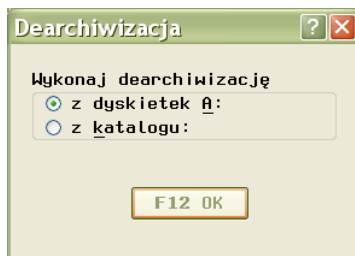 Dearchiwizacja
Wykonaj dearchiwizację
z dyskietek A:
z katalogu:
F12 OK